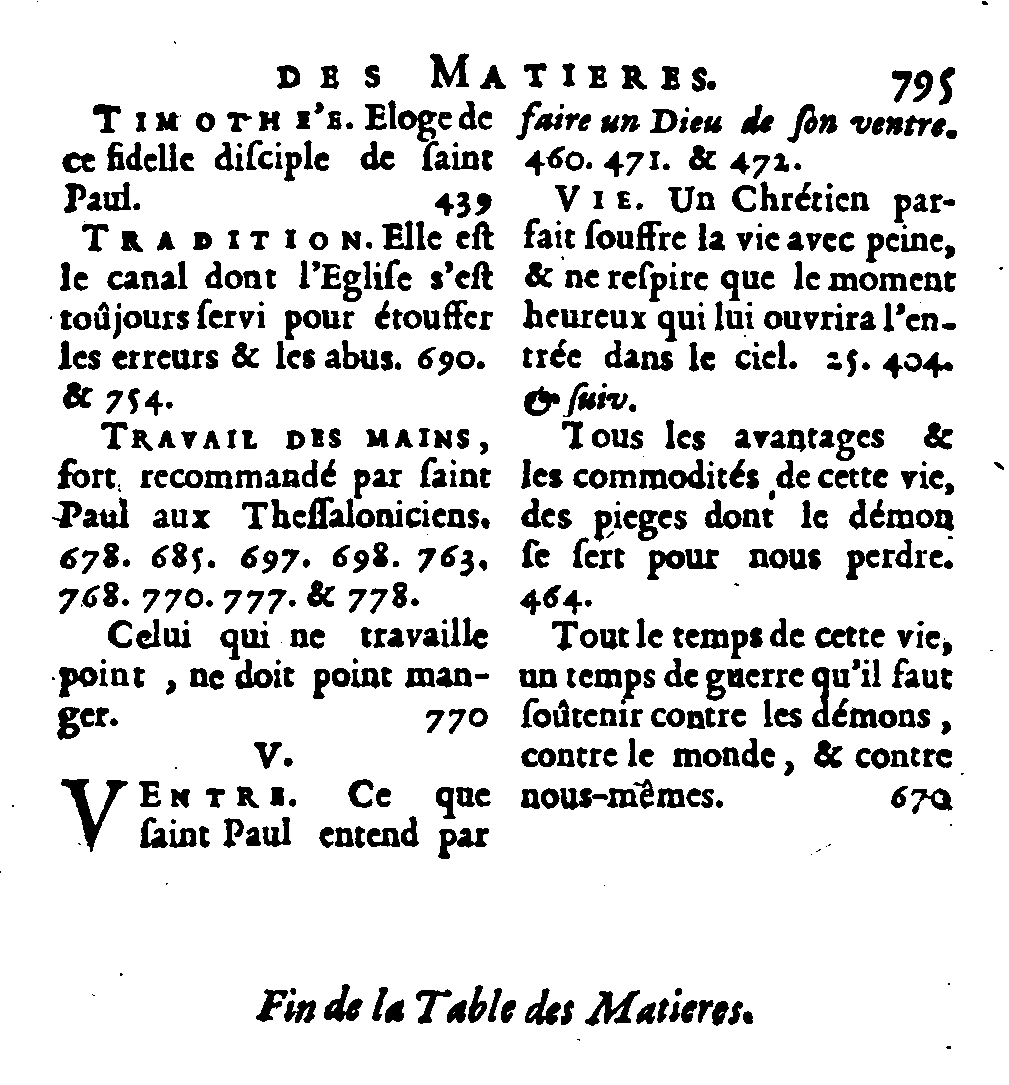 DES MATIERES. 795
TIMOTHE'E. Eloge de
ce fidelle diſciple de ſaint
Paul. 439
TRADITION. Elle eſt
le canal dont l'Egliſe s'eſt
toûjours ſervi pour étouffer
les erreurs & les abus. 690.
& 754.
TRAVAIL DES MAINS,
fort recommandé par ſaint
Paul aux Theſſaloniciens.
678. 685. 697. 698. 763.
768. 770. 777. & 778.
Celui qui ne travaille
point, ne doit point man-
ger. 770
V.
VENTRE. Ce que
ſaint Paul entend par
faire un Dieu de ſon ventre.
460. 471. & 472.
VIE. Un Chrétien par-
fait ſouffre la vie avec peine,
& ne reſpire que le moment
heureux qui lui ouvrira l'en-
trée dans le ciel. 25. 404.
& ſuiv.
Tous les avantages &
les commodités de cette vie,
des pieges dont le démon
ſe ſert pour nous perdre.
464.
Tout le temps de cette vie,
un temps de guerre qu'il faut
ſoûtenir contre les démons,
contre le monde, & contre
nous-mêmes. 670
Fin de la Table des Matieres.